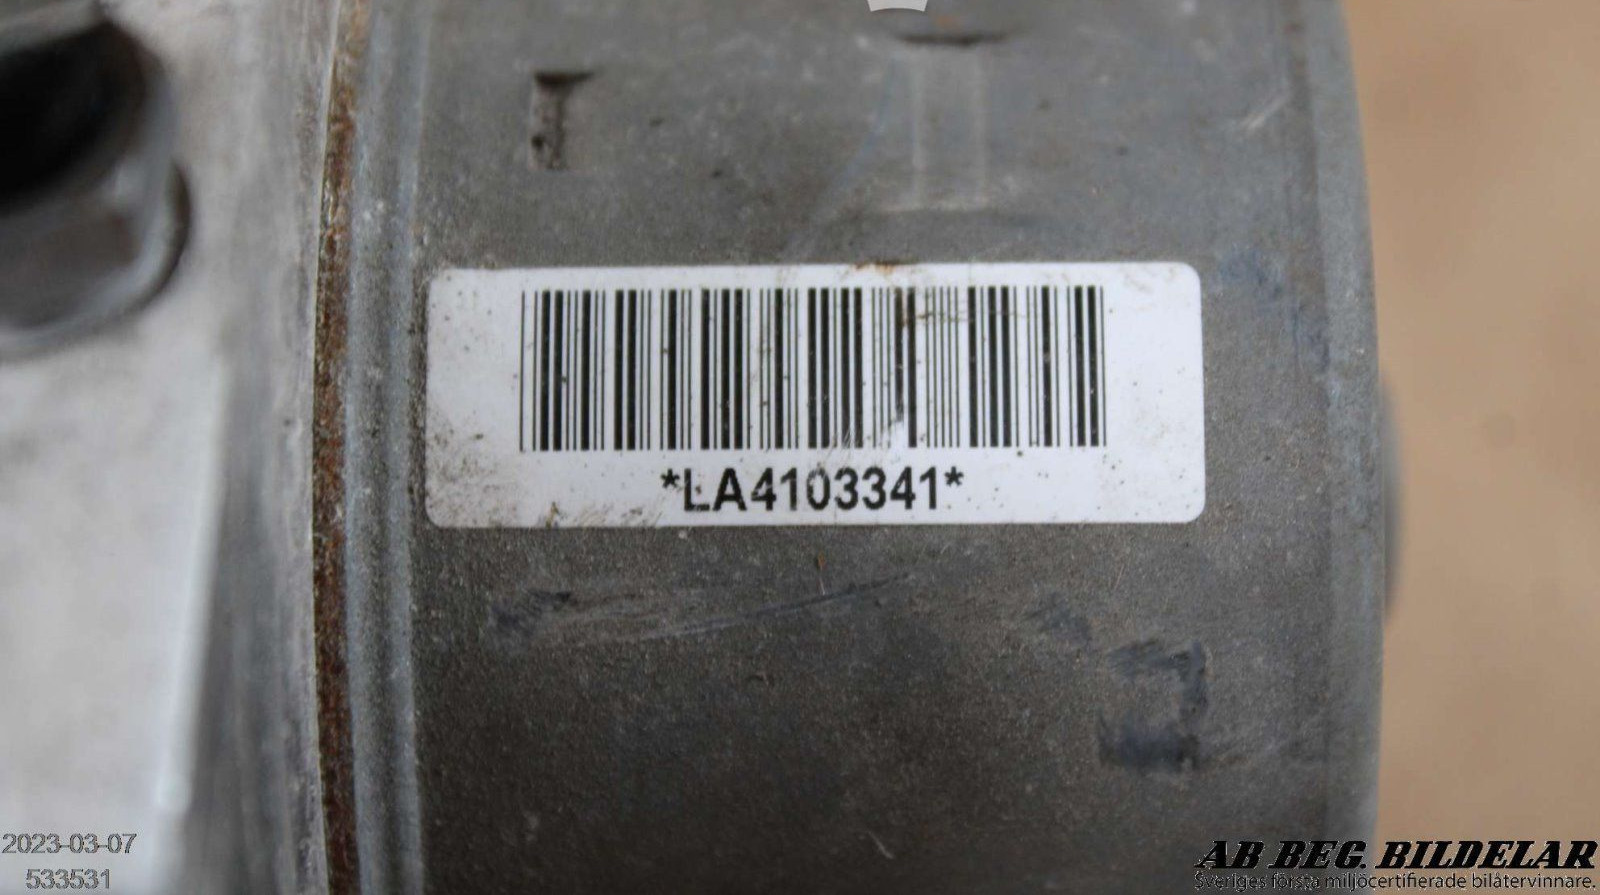 *LA4103341*
2023-03-07
533531
AB BEG. BILDELAR
Sveriges första miljöcertifierade bilåtervinnare.